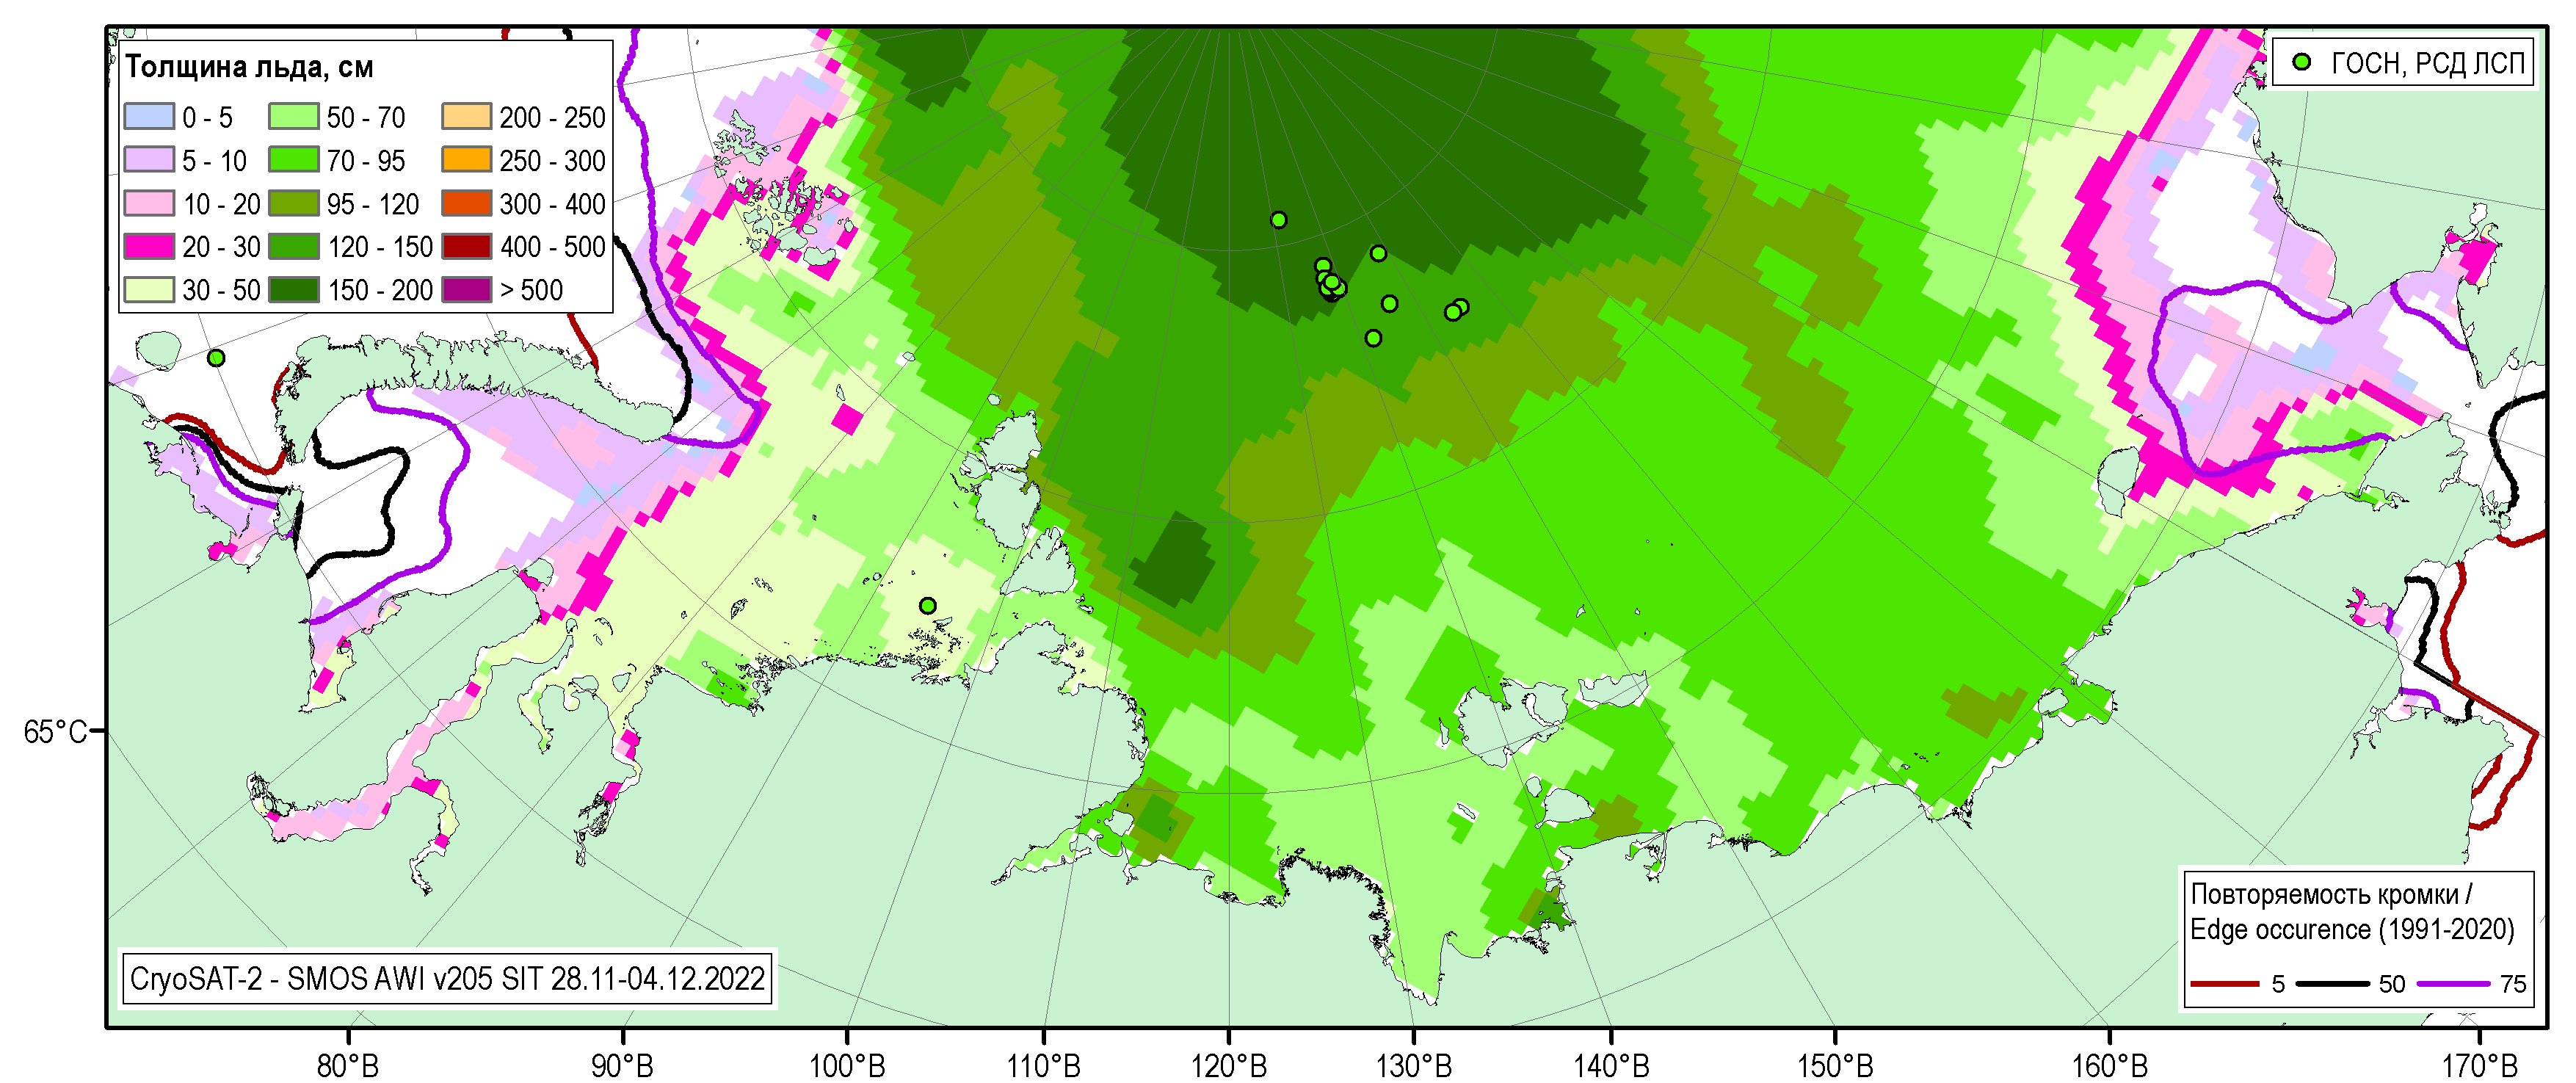 Толщина льда, см
0 - 5
50 - 70
200 - 250
5 - 10
70 - 95
250 - 300
10 - 20
95 - 120
300 - 400
20 - 30
120 - 150
400 - 500
30 - 50
150 - 200
> 500
ГОСН, РСД ЛСП
65°С
Повторяемость кромки /
Edge occurence (1991-2020)
5
50
75
CryoSAT-2 - SMOS AWI v205 SIT 28.11-04.12.2022
80°В
90°В
100°В
110°В
120°В
130°В
140°В
150°В
160°В
170°В